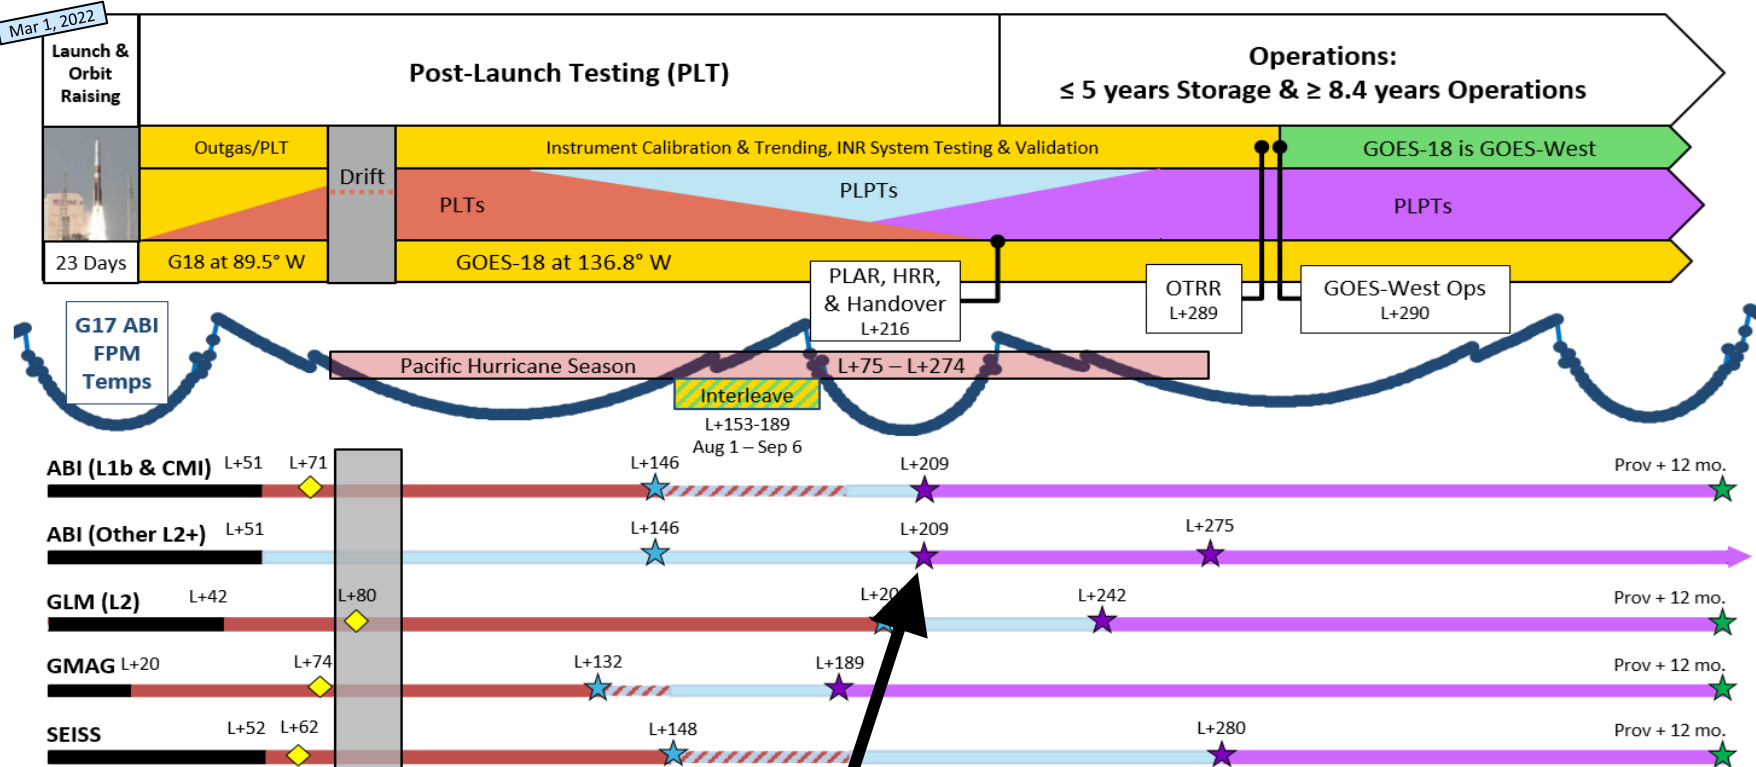 Mar 1, 2022
Launch &
Orbit
Raising
Post-Launch Testing (PLT)
Operations:
≤ 5 years Storage & ≥ 8.4 years Operations
Outgas/PLT
Drift
Instrument Calibration & Trending, INR System Testing & Validation
GOES-18 is GOES-West
PLTs
PLPTs
PLPTs
23 Days
G18 at 89.5° W
GOES-18 at 136.8° W
PLAR, HRR,
& Handover
L+216
OTRR
L+289
GOES-West Ops
L+290
G17 ABI
FPM
Temps
Pacific Hurricane Season
L+75 – L+274
Interleave
L+153-189
Aug 1 – Sep 6
ABI (L1b & CMI) L+51 L+71 L+146 L+209 Prov + 12 mo.
ABI (Other L2+) L+51 L+146 L+209 L+275
GLM (L2) L+42 L+80 L+242 Prov + 12 mo.
GMAG L+20 L+74 L+132 L+189 Prov + 12 mo.
SEISS L+52 L+62 L+148 L+280 Prov + 12 mo.